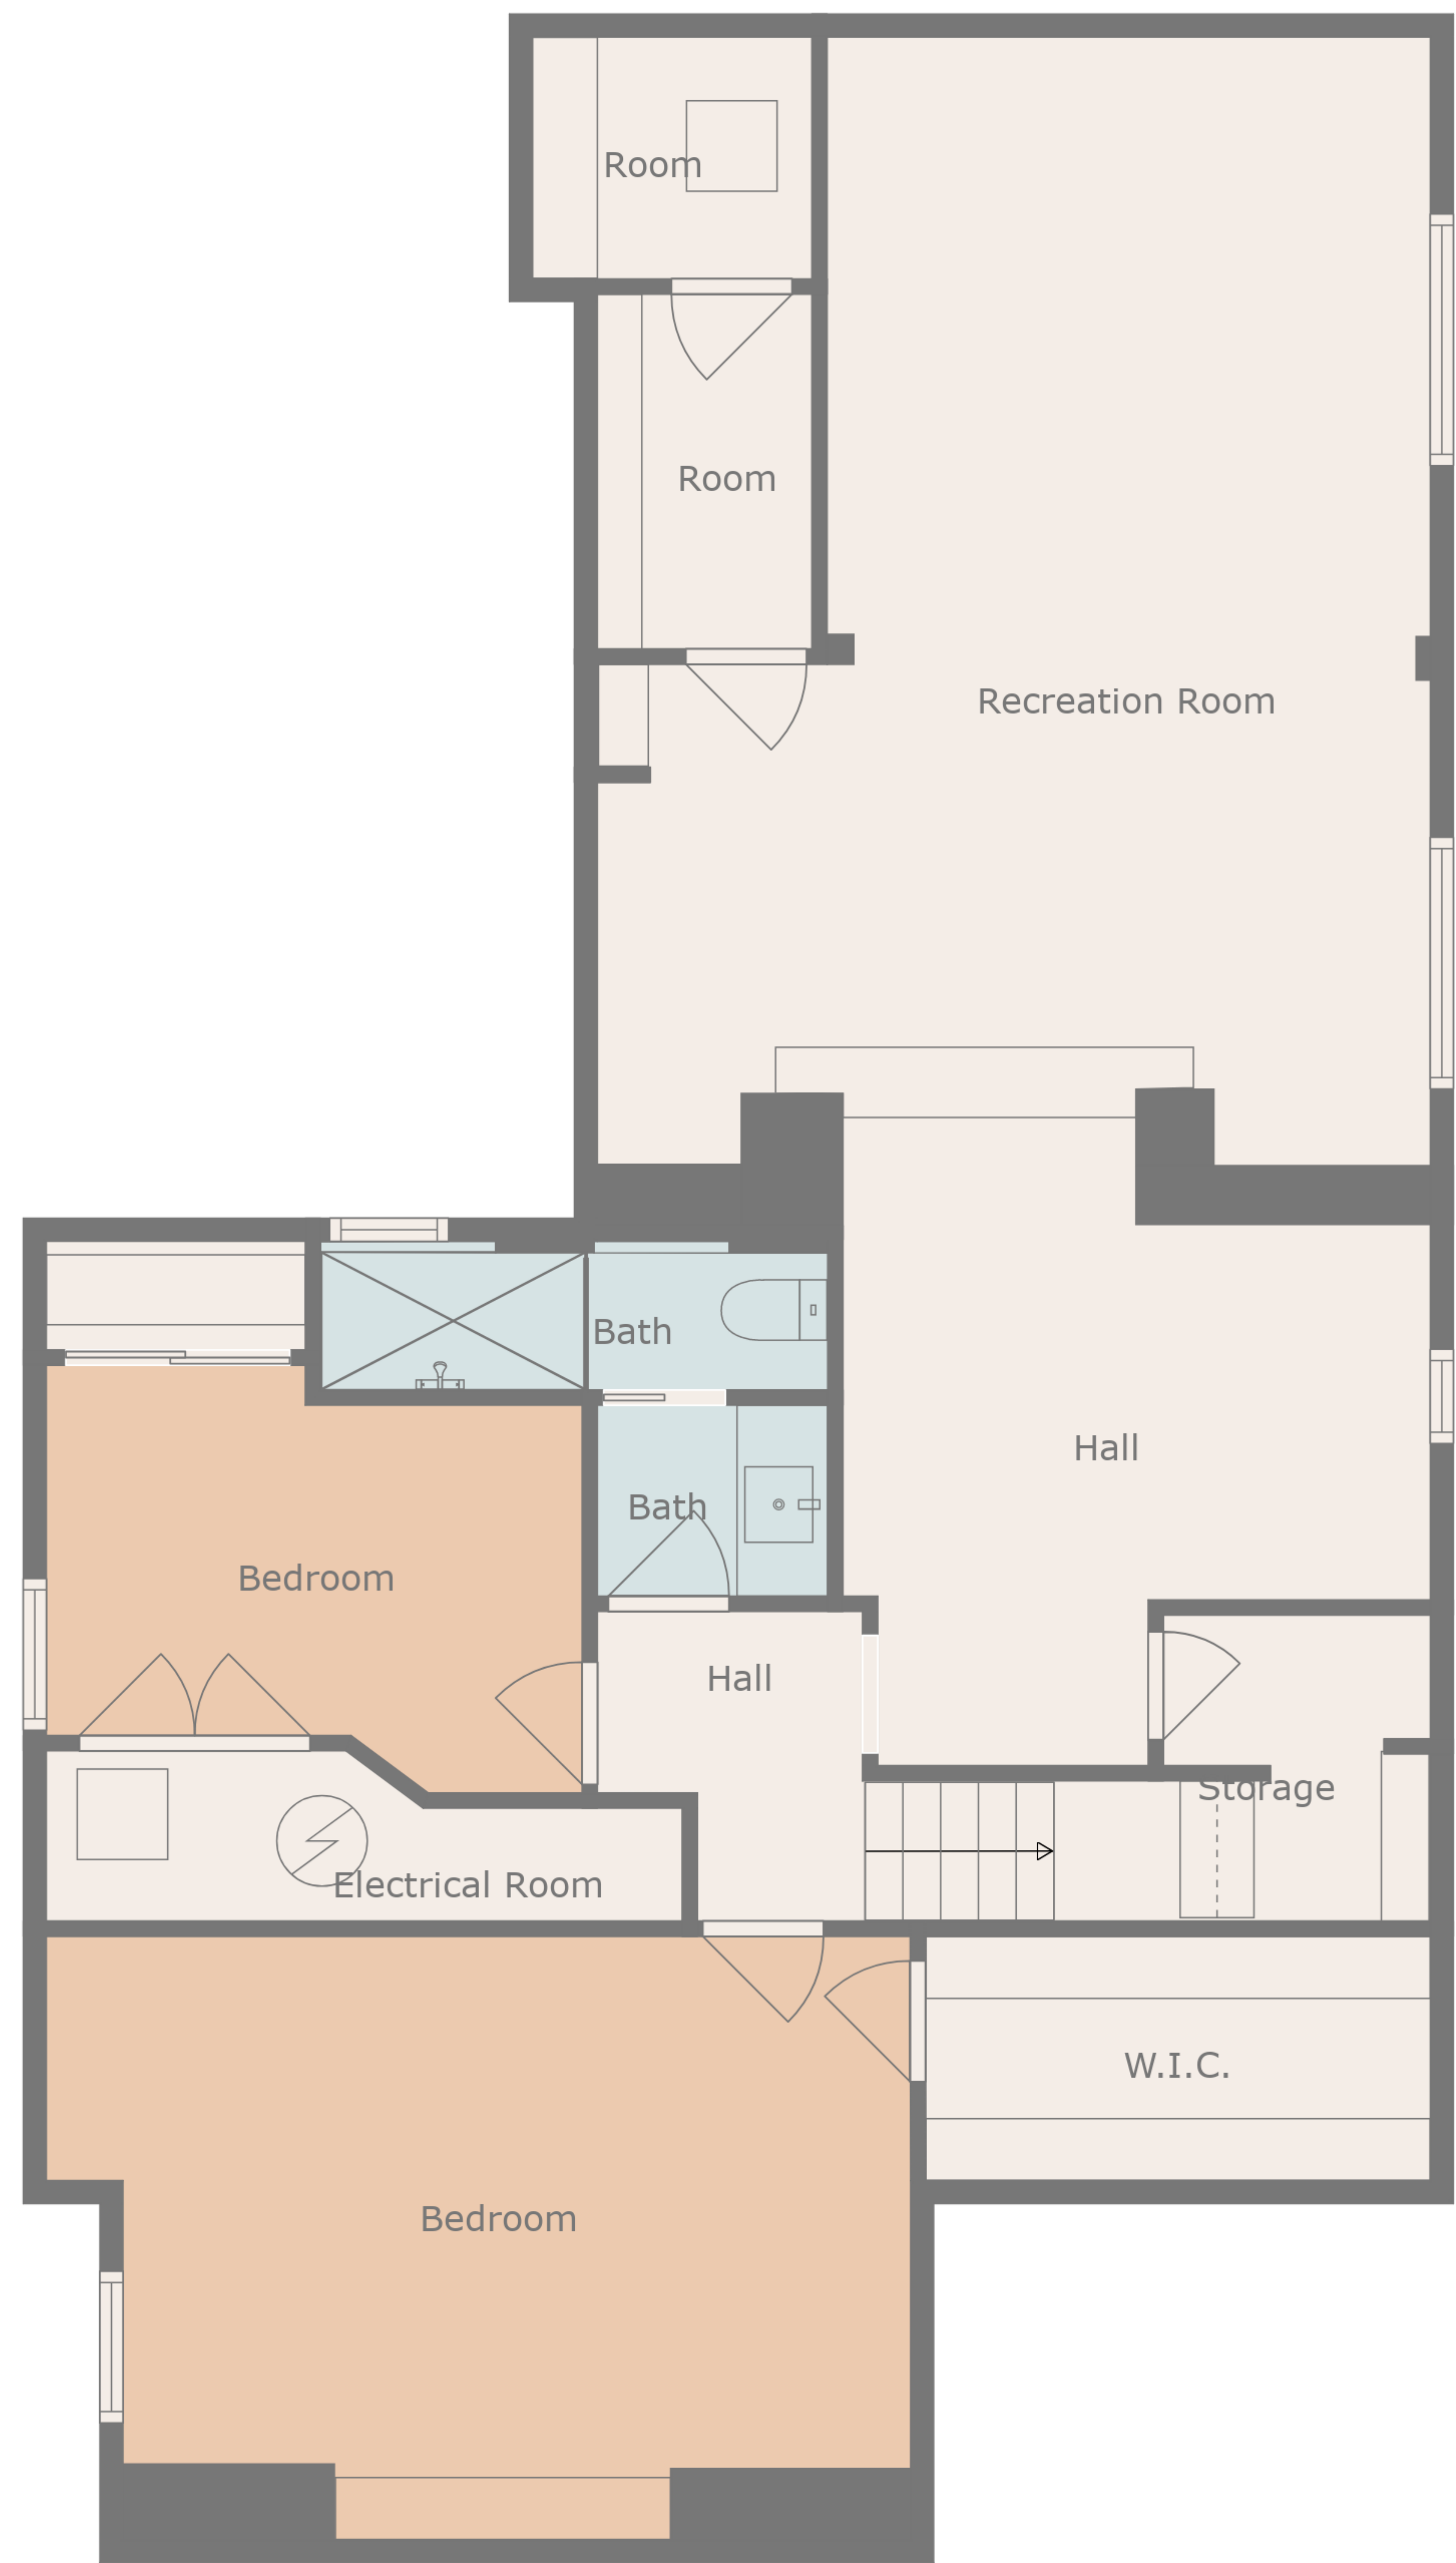 Room
Room
Recreation Room
Bath
Hall
Bath
Bedroom
Hall
Storage
Electrical Room
W.I.C.
Bedroom